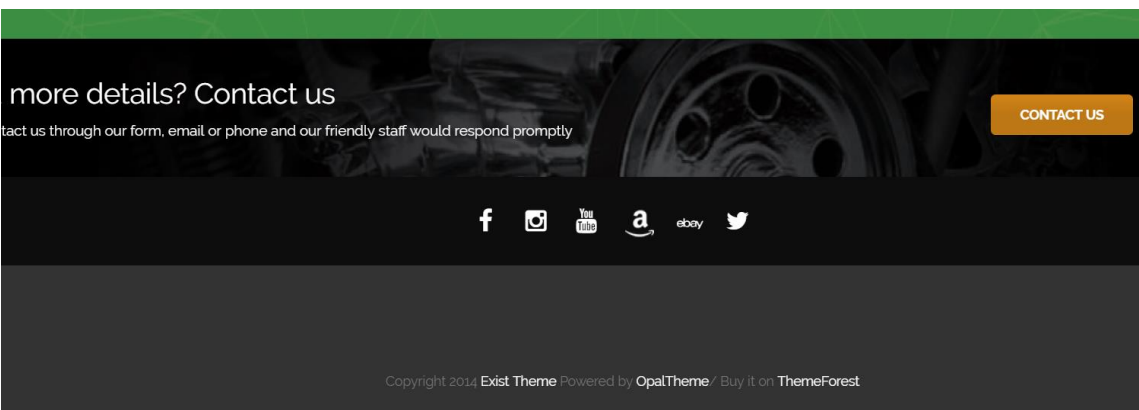 more details? Contact us
tact us through our form, email or phone and our friendly staff would respond promptly
CONTACT US
f You Tube a ebay
Copyright 2014 Exist Theme Powered by OpalTheme/ Buy it on ThemeForest